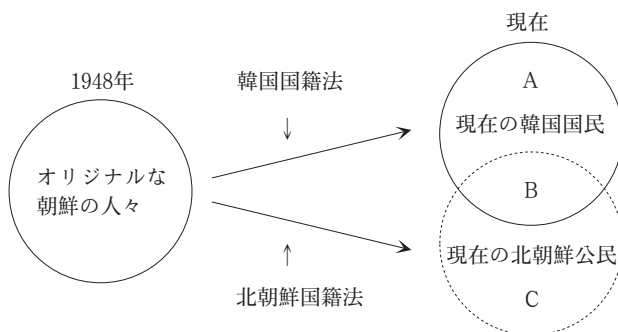 現在
1948年
韓国国籍法
A
↓
現在の韓国国民
オリジナルな
朝鮮の人々
B
↑
現在の北朝鮮公民
北朝鮮国籍法
C